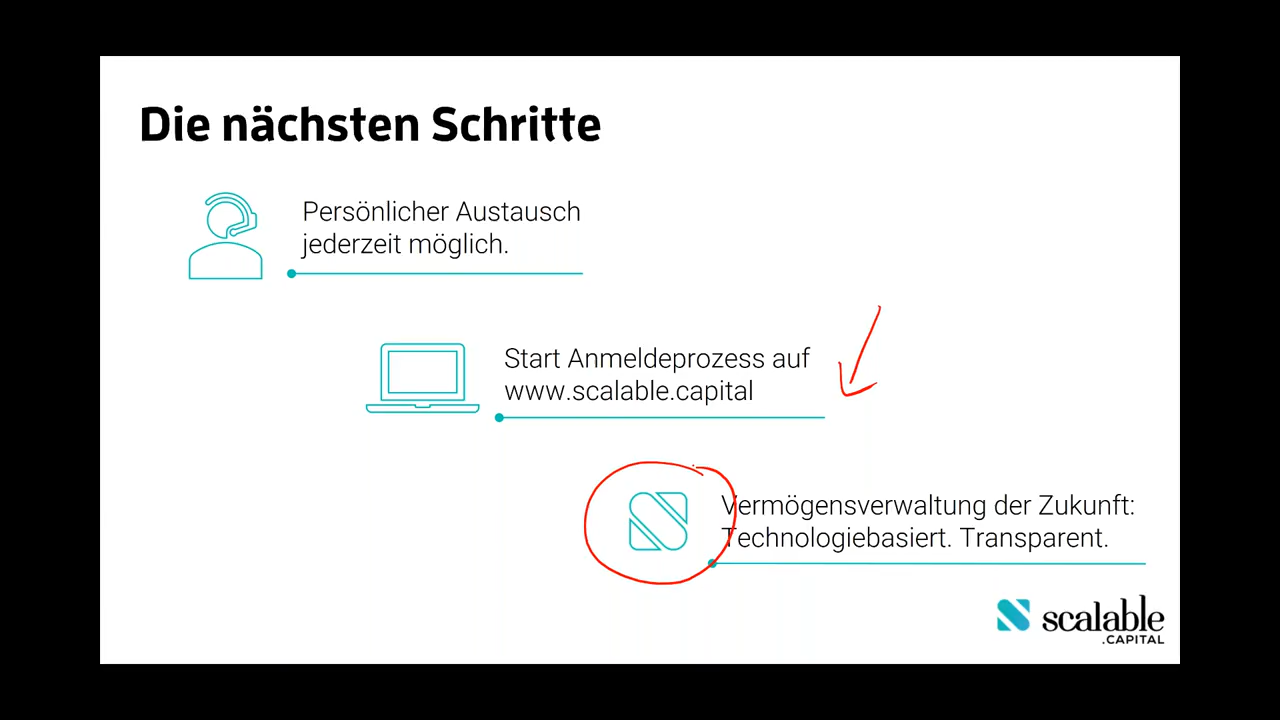 Die nächsten Schritte
Persönlicher Austausch
jederzeit möglich.
Start Anmeldeprozess auf
www.scalable.capital
Vermögensverwaltung der Zukunft:
Technologiebasiert. Transparent.
scalable
.CAPITAL